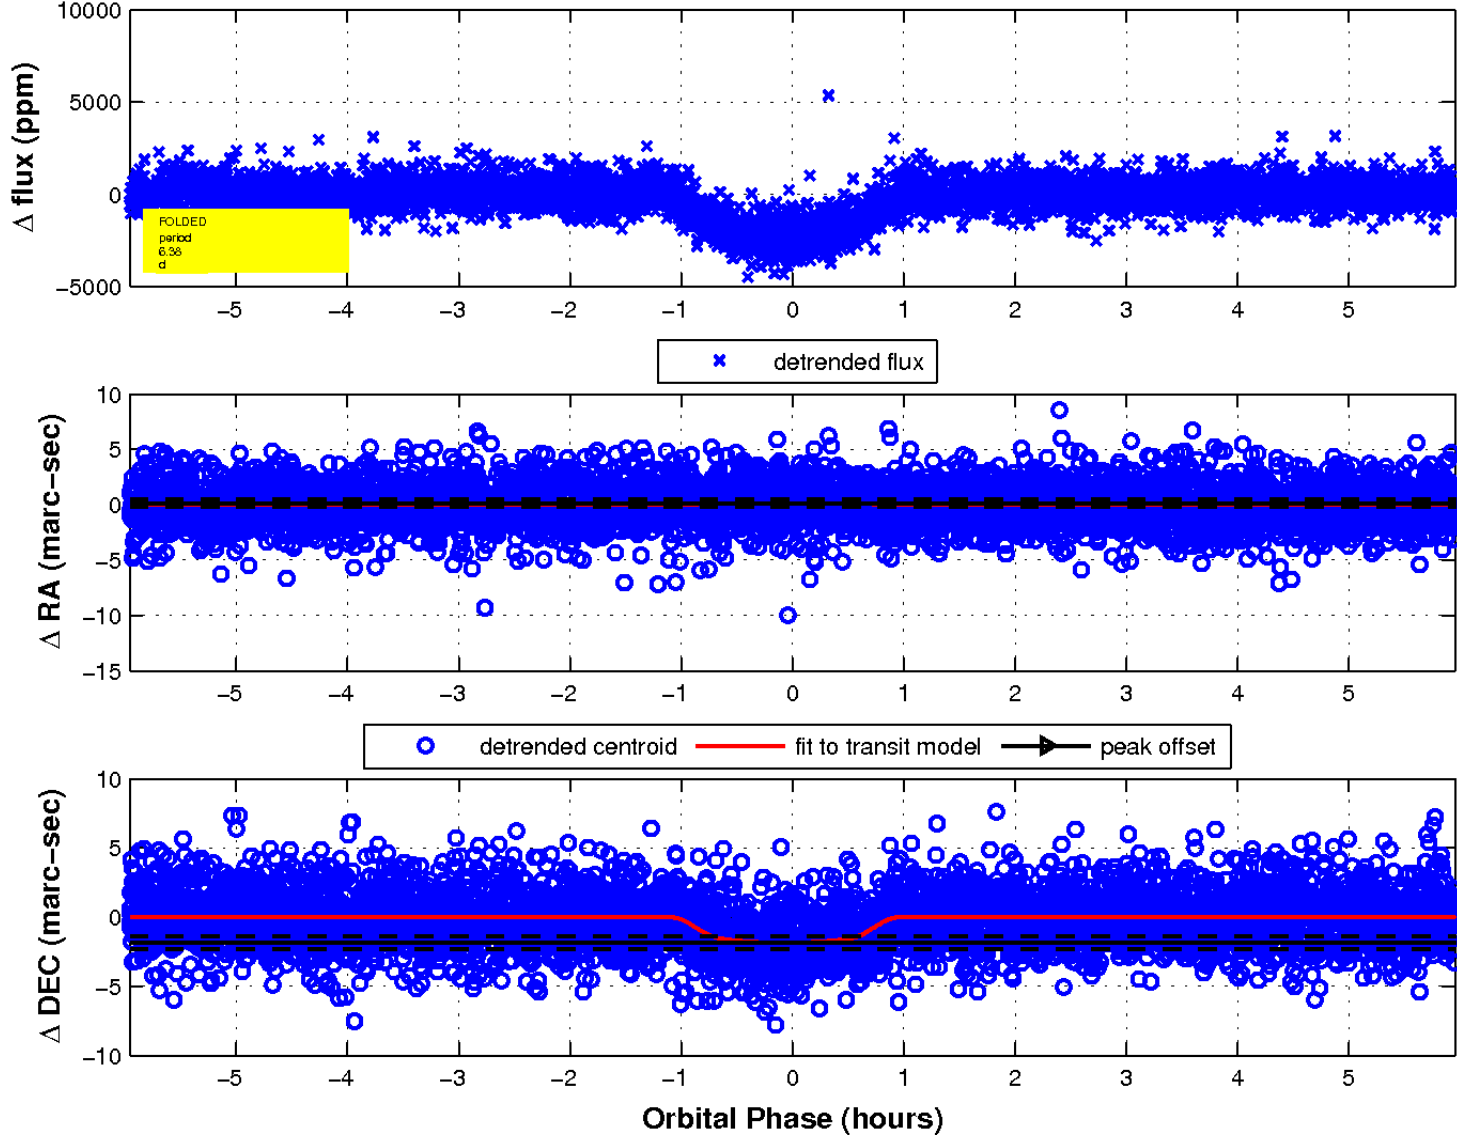 10000
5000
0
−5000
Δ flux (ppm)
FOLDED
period
6.38
d
−5 −4 −3 −2 −1 0 1 2 3 4 5
detrended flux
10
5
0
−5
−10
−15
Δ RA (marc−sec)
−5 −4 −3 −2 −1 0 1 2 3 4 5
detrended centroid fit to transit model peak offset
10
5
0
−5
−10
Δ DEC (marc−sec)
−5 −4 −3 −2 −1 0 1 2 3 4 5
Orbital Phase (hours)